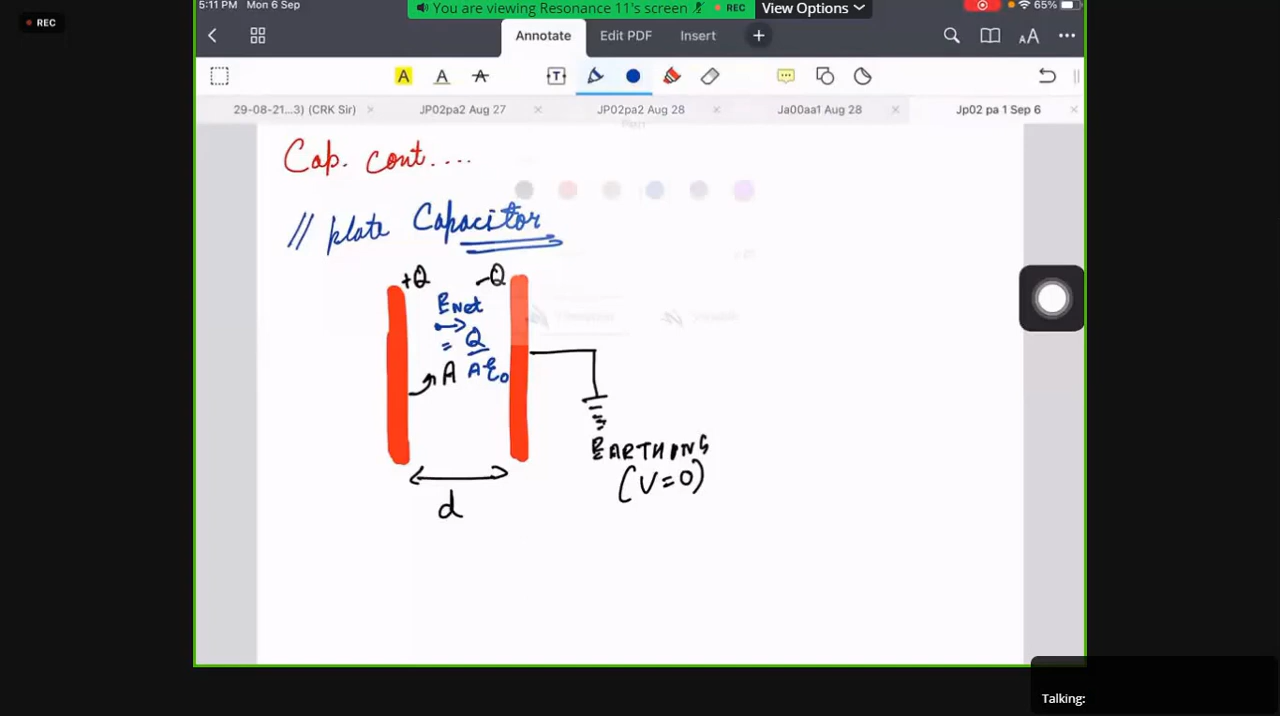 5:11 PM Mon 6 Sep
You are viewing Resonance 11's screen
REC
View Options
65%
REC
Annotate
Edit PDF
Insert
+
AA
A
A
A
T
29-08-21...3) (CRK Sir)
JP02pa2 Aug 27
JP02pa2 Aug 28
Ja00aa1 Aug 28
Jp02 pa 1 Sep 6
Cap. cont....
// plate Capacitor
+Q
-Q
ENet
= Q
A Aε₀
EARTHING
(V=0)
d
Talking: